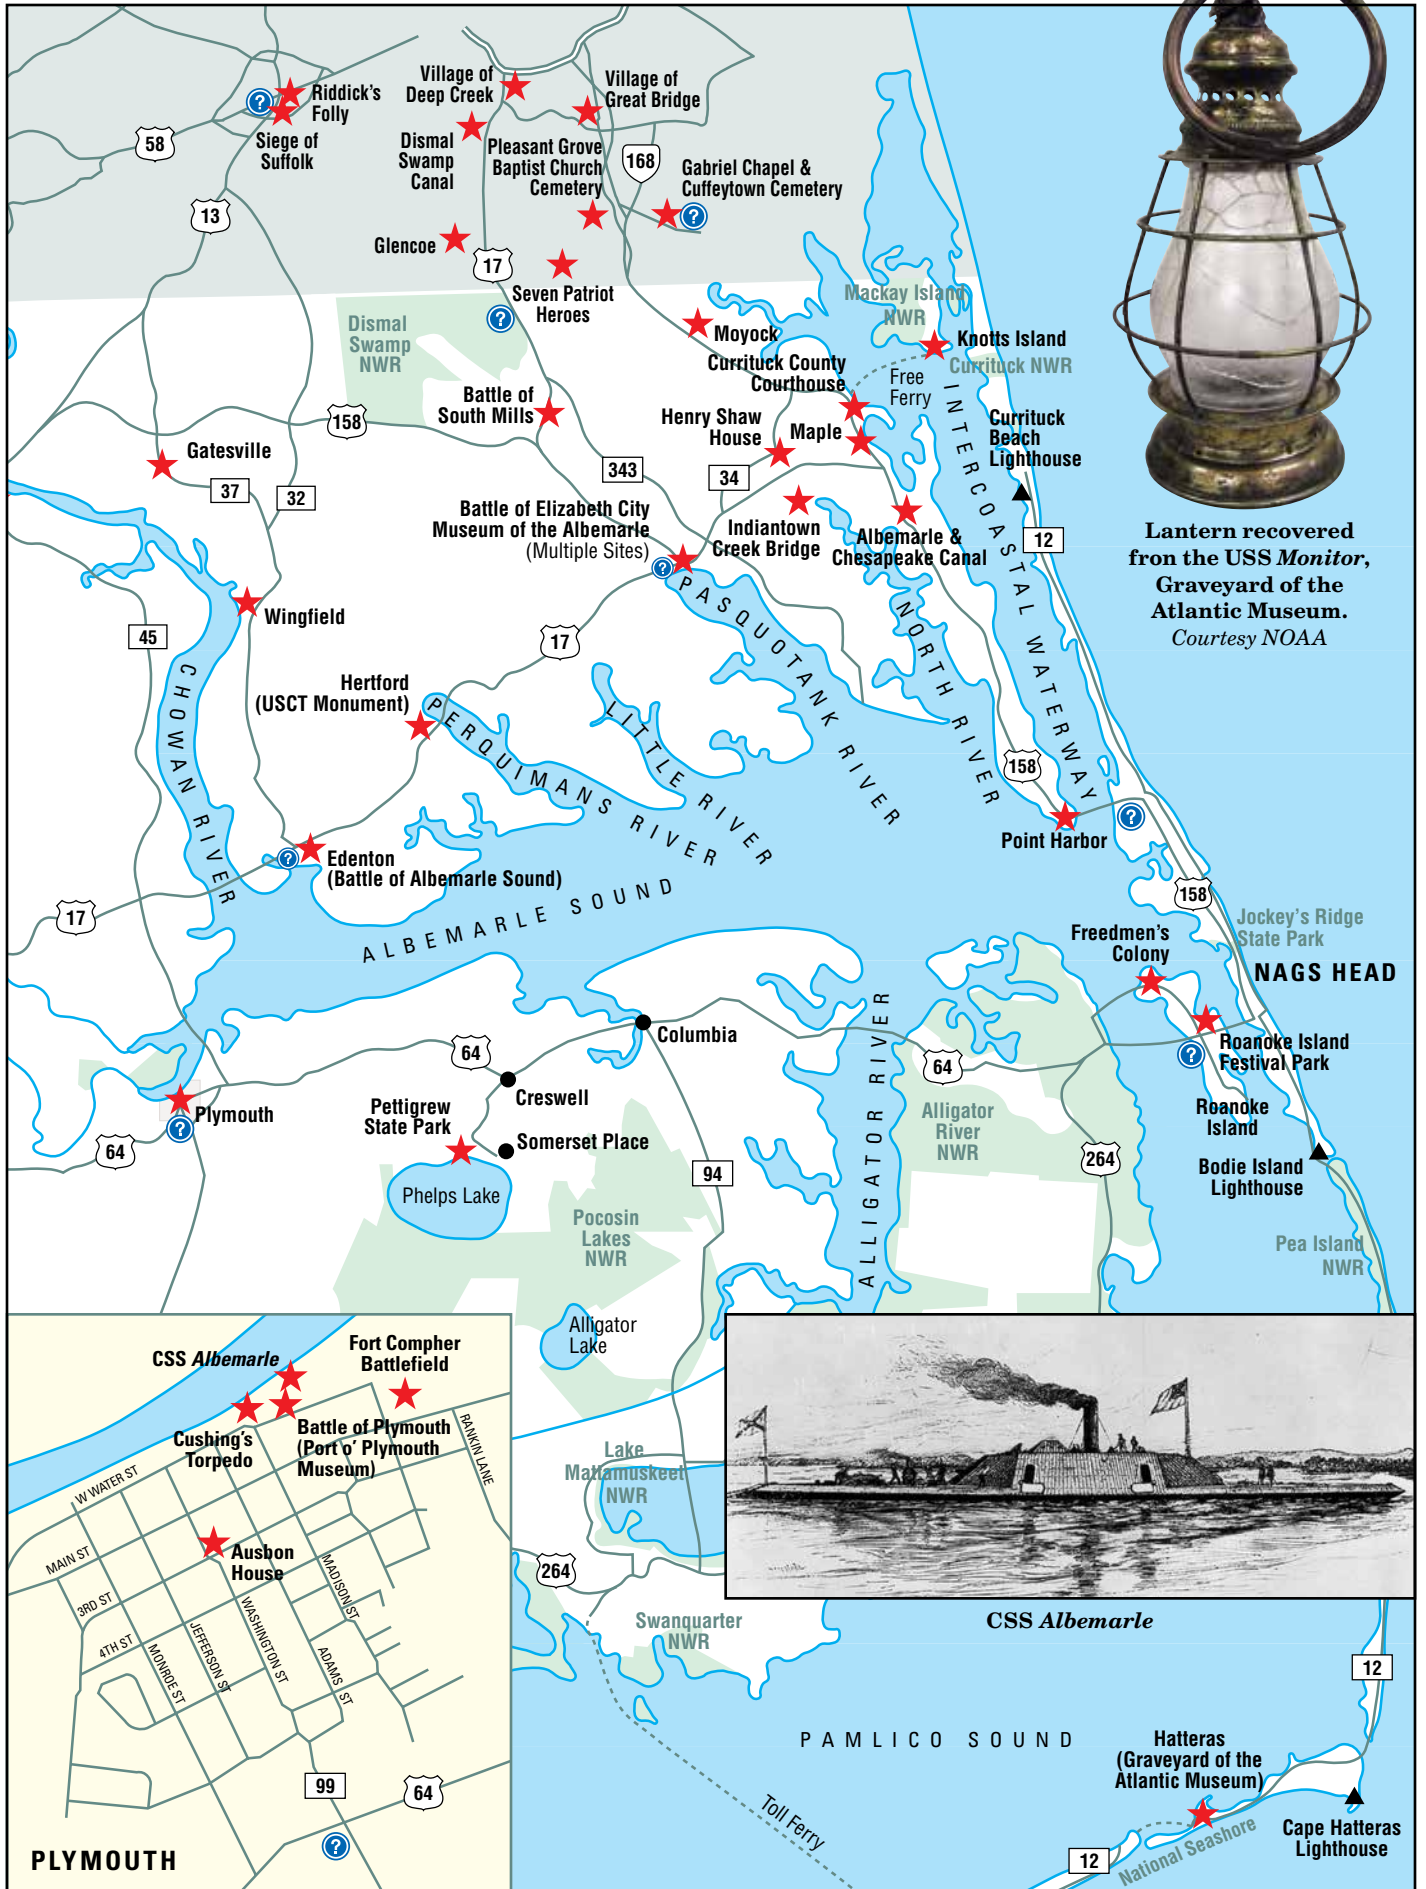 Riddick's
Folly
Siege of
Suffolk
58
13
Village of
Deep Creek
Village of
Great Bridge
Dismal
Swamp
Canal
Pleasant Grove
Baptist Church
Cemetery
168
Gabriel Chapel &
Cuffeytown Cemetery
Glencoe
17
Seven Patriot
Heroes
Dismal
Swamp
NWR
Moyock
Mackay Island
NWR
Knotts Island
Currituck NWR
Currituck County
Courthouse
Free
Ferry
Battle of
South Mills
158
Henry Shaw
House
Maple
Currituck
Beach
Lighthouse
Gatesville
37
32
343
34
Battle of Elizabeth City
Museum of the Albemarle
(Multiple Sites)
Indiantown
Creek Bridge
Albemarle &
Chesapeake Canal
INTERCOASTAL WATERWAY
12
Lantern recovered
fron the USS Monitor,
Graveyard of the
Atlantic Museum.
Courtesy NOAA
Wingfield
45
17
CHOWAN RIVER
Hertford
(USCT Monument)
PERQUIMANS RIVER
LITTLE RIVER
PASQUOTANK RIVER
NORTH RIVER
158
Point Harbor
Edenton
(Battle of Albemarle Sound)
17
ALBEMARLE SOUND
158
Jockey's Ridge
State Park
NAGS HEAD
Freedmen's
Colony
Roanoke Island
Festival Park
Roanoke
Island
Columbia
64
Creswell
64
Plymouth
64
Pettigrew
State Park
Somerset Place
Phelps Lake
94
ALLIGATOR RIVER
Alligator
River
NWR
264
Bodie Island
Lighthouse
Pocosin
Lakes
NWR
Pea Island
NWR
Alligator
Lake
CSS Albemarle
Fort Compher
Battlefield
Cushing's
Torpedo
Battle of Plymouth
(Port o' Plymouth
Museum)
RANKIN LANE
W WATER ST
MAIN ST
3RD ST
4TH ST
Ausbon
House
MADISON ST
WASHINGTON ST
ADAMS ST
JEFFERSON ST
MONROE ST
99
64
PLYMOUTH
Lake
Mattamuskeet
NWR
264
Swanquarter
NWR
CSS Albemarle
12
PAMLICO SOUND
Toll Ferry
Hatteras
(Graveyard of the
Atlantic Museum)
Cape Hatteras
Lighthouse
12
National Seashore